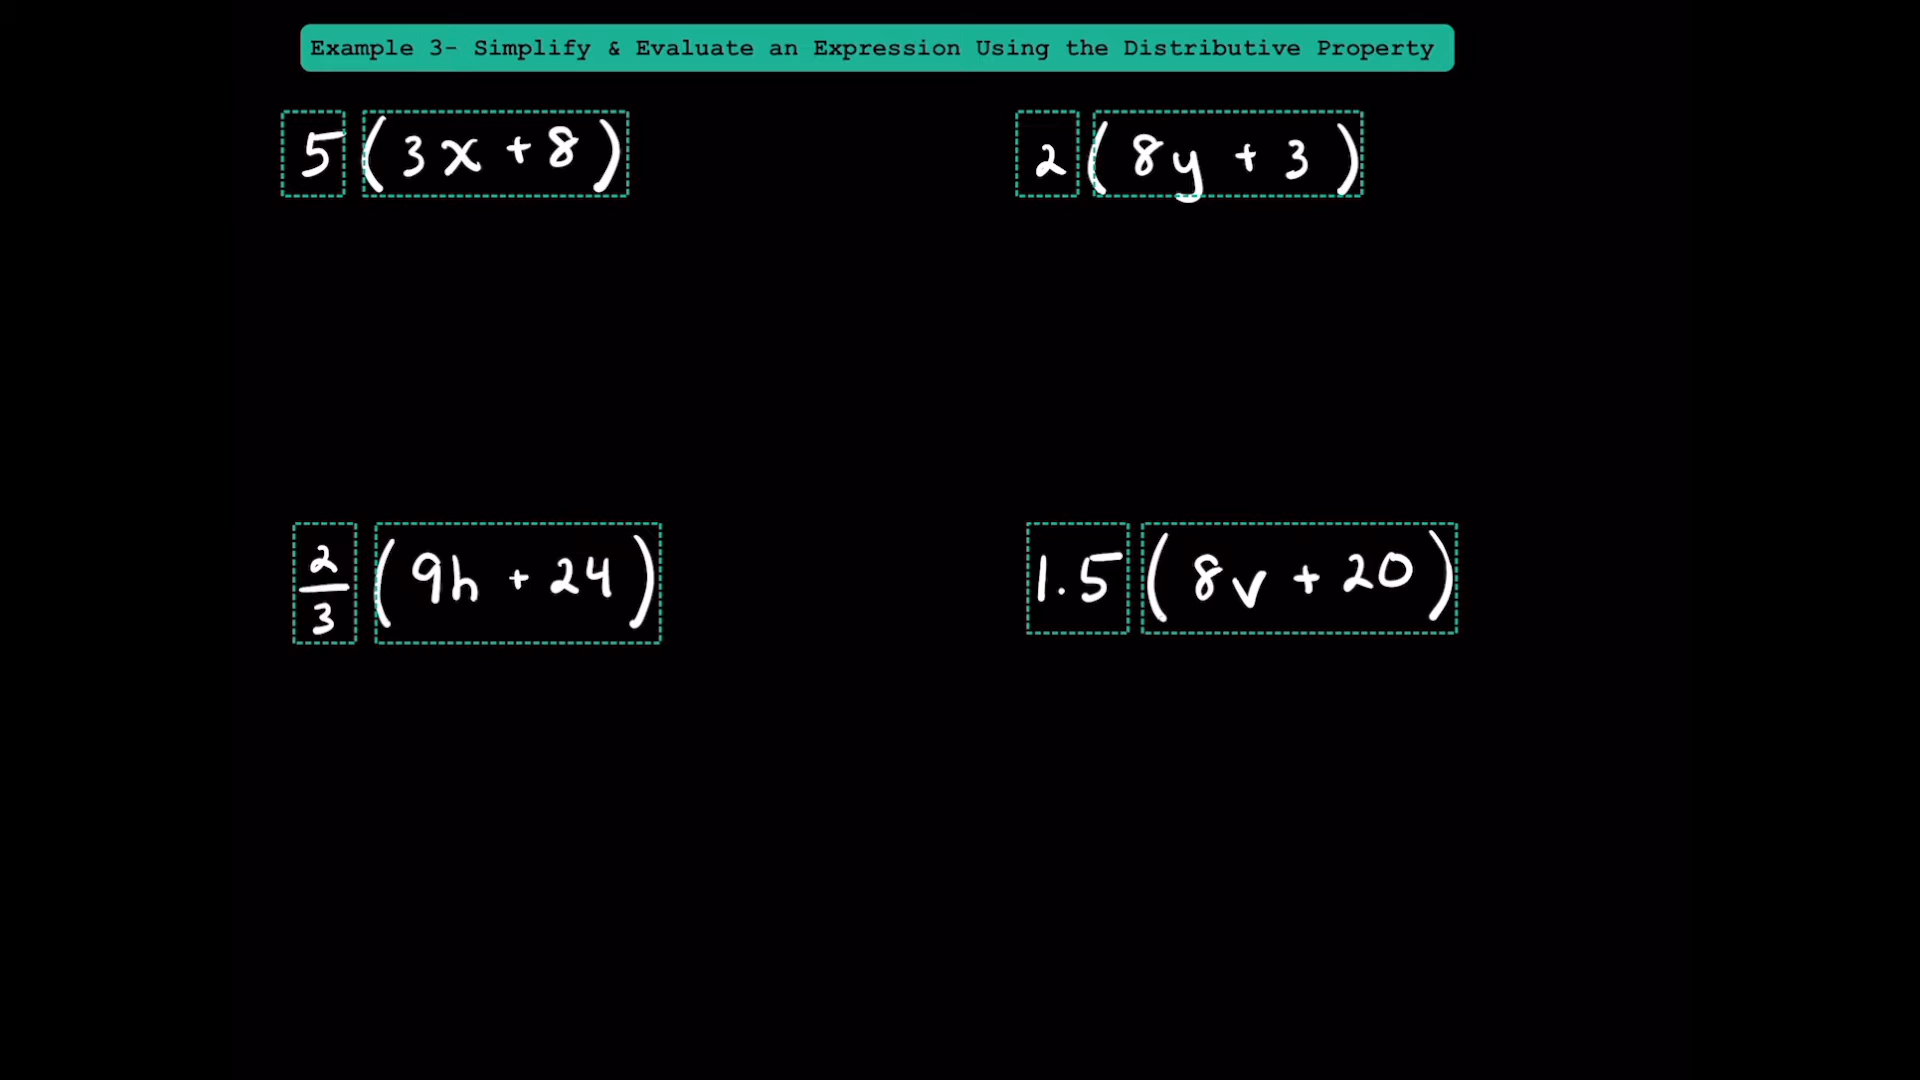 Example 3- Simplify & Evaluate an Expression Using the Distributive Property
5(3x + 8)
2(8y + 3)
2/3(9h + 24)
1.5(8v + 20)